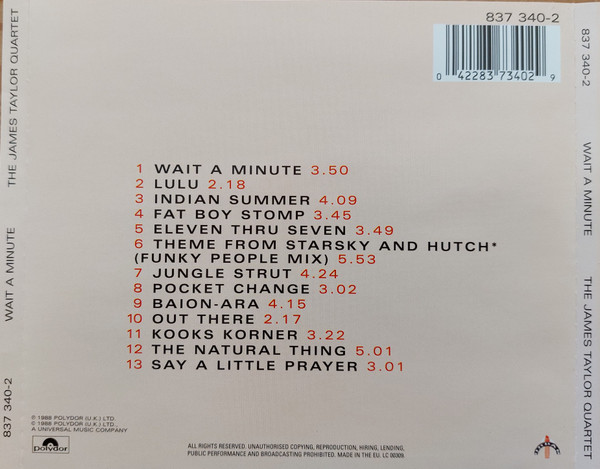 837 340-2
0 42283 73402 9
1 WAIT A MINUTE 3.50
2 LULU 2.18
3 INDIAN SUMMER 4.09
4 FAT BOY STOMP 3.45
5 ELEVEN THRU SEVEN 3.49
6 THEME FROM STARSKY AND HUTCH*
(FUNKY PEOPLE MIX) 5.53
7 JUNGLE STRUT 4.24
8 POCKET CHANGE 3.02
9 BAION-ARA 4.15
10 OUT THERE 2.17
11 KOOKS KORNER 3.22
12 THE NATURAL THING 5.01
13 SAY A LITTLE PRAYER 3.01
℗ 1988 POLYDOR (U.K.) LTD.
© 1988 POLYDOR (U.K.) LTD.
A UNIVERSAL MUSIC COMPANY
polydor
ALL RIGHTS RESERVED. UNAUTHORISED COPYING, REPRODUCTION, HIRING, LENDING,
PUBLIC PERFORMANCE AND BROADCASTING PROHIBITED. MADE IN THE EU. LC 00309.
837 340-2 WAIT A MINUTE THE JAMES TAYLOR QUARTET
837 340-2 WAIT A MINUTE THE JAMES TAYLOR QUARTET